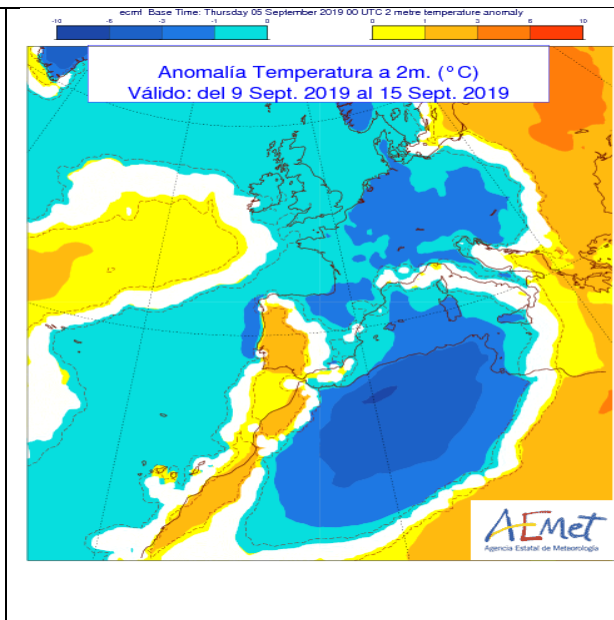 ecmf Base Time: Thursday 05 September 2019 00 UTC 2 metre temperature anomaly
-10 -6 -3 -1 0 0 1 3 6 10
Anomalía Temperatura a 2m. (°C)
Válido: del 9 Sept. 2019 al 15 Sept. 2019
AEMet
Agencia Estatal de Meteorología